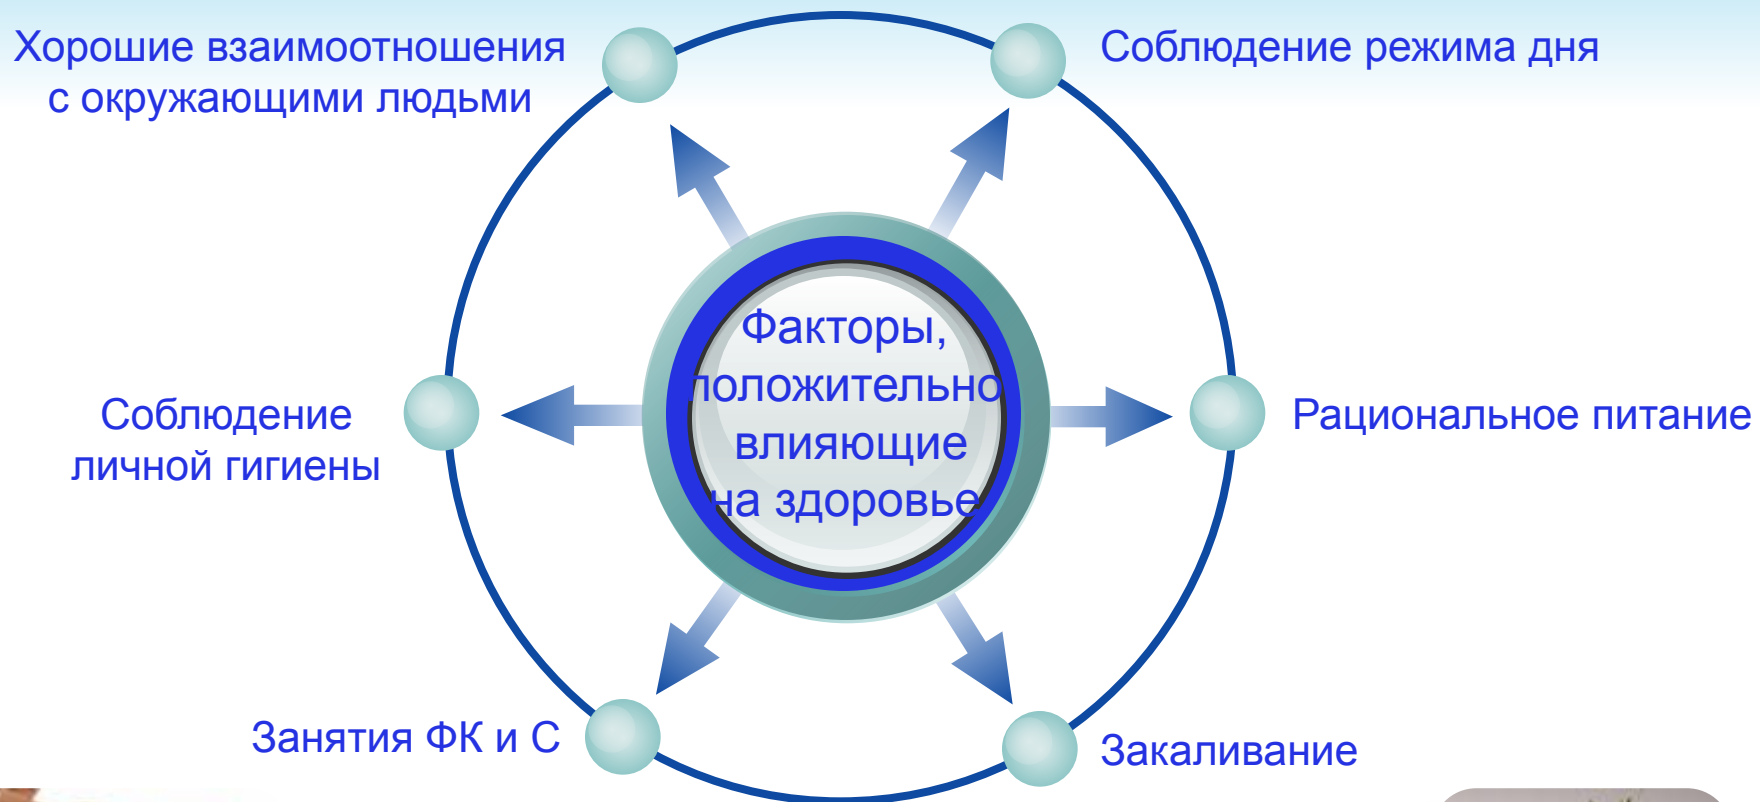 Хорошие взаимоотношения
с окружающими людьми
Соблюдение режима дня
Факторы,
положительно
влияющие
на здоровье
Соблюдение
личной гигиены
Рациональное питание
Занятия ФК и С
Закаливание